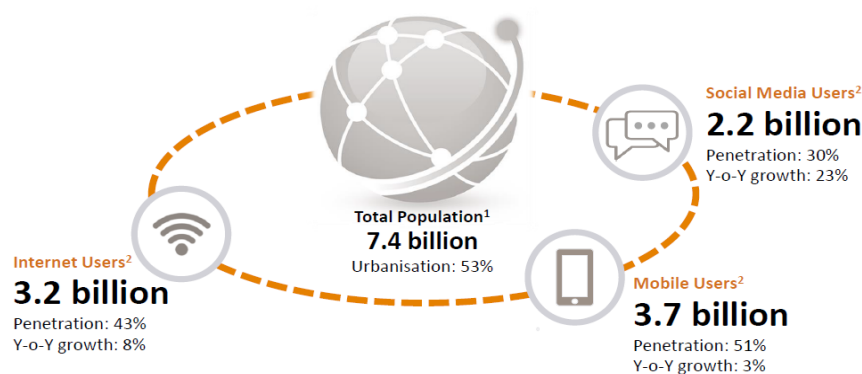 Social Media Users²
2.2 billion
Penetration: 30%
Y-o-Y growth: 23%
Total Population¹
7.4 billion
Urbanisation: 53%
Internet Users²
3.2 billion
Penetration: 43%
Y-o-Y growth: 8%
Mobile Users²
3.7 billion
Penetration: 51%
Y-o-Y growth: 3%